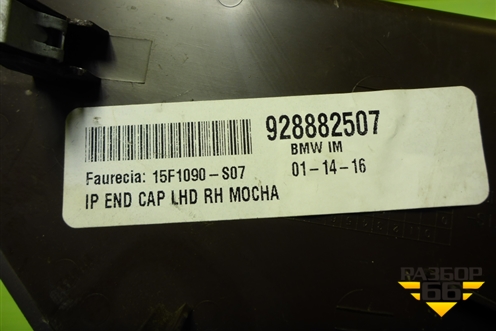 928882507
BMW IM
Faurecia: 15F1090-S07
01-14-16
IP END CAP LHD RH MOCHA
РАЗБОР
66